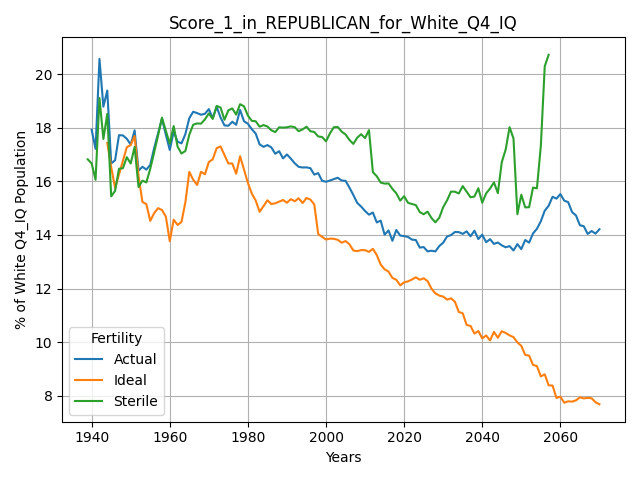 Score_1_in_REPUBLICAN_for_White_Q4_IQ
% of White Q4_IQ Population
20
18
16
14
12
10
8
Fertility
Actual
Ideal
Sterile
1940 1960 1980 2000 2020 2040 2060
Years